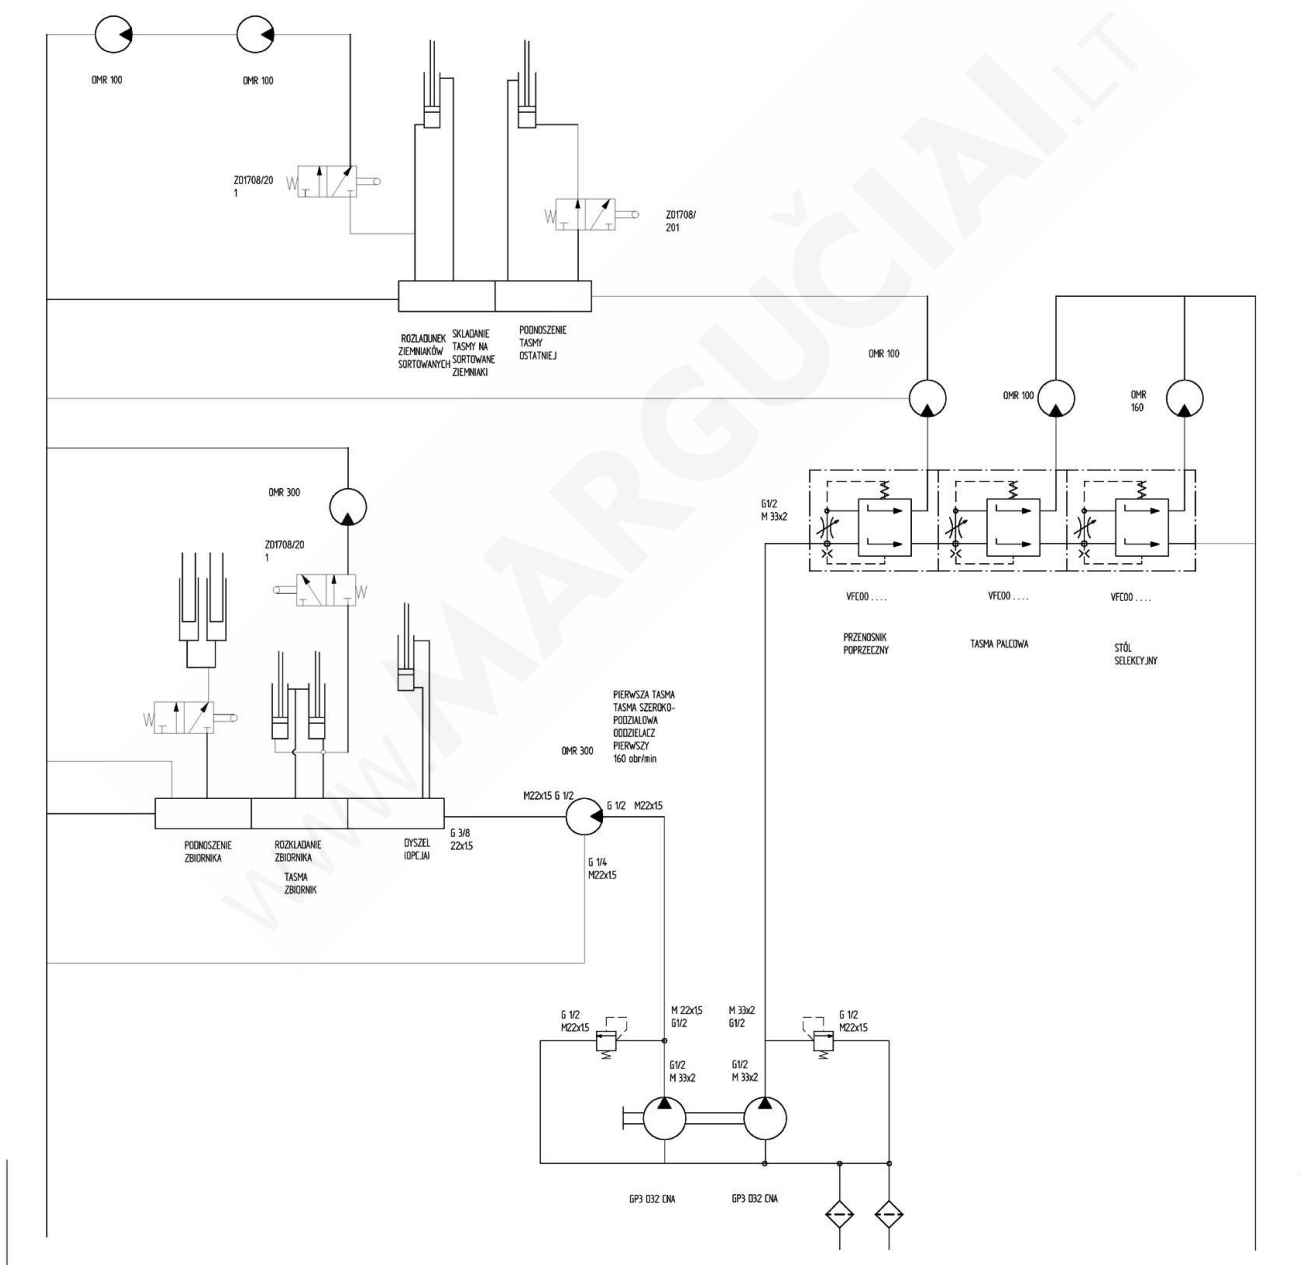 OMR 100
OMR 100
Z01708/20
1
Z01708/
201
ROZLADUNEK
ZIEMNIAKÓW
SORTOWANYCH
SKLADANIE
TASMY NA
SORTOWANE
ZIEMNIAKI
PODNOSZENIE
TASMY
OSTATNIEJ
OMR 100
OMR 100
OMR
160
G1/2
M 33x2
VFC00 . . . .
VFC00 . . . .
VFC00 . . . .
PRZENOSNIK
POPRZECZNY
TASMA PALCOWA
STÓL
SELEKCYJNY
OMR 300
Z01708/20
1
PIERWSZA TASMA
TASMA SZEROKO-
PODZIALOWA
ODDZIELACZ
PIERWSZY
160 obr/min
OMR 300
M22x15 G 1/2
G 1/2 M22x15
G 3/8
22x15
G 1/4
M22x15
PODNOSZENIE
ZBIORNIKA
ROZKLADANIE
ZBIORNIKA
TASMA
ZBIORNIK
DYSZEL
(OPCJA)
G 1/2
M22x15
M 22x1,5
G1/2
M 33x2
G1/2
G 1/2
M22x15
G1/2
M 33x2
G1/2
M 33x2
GP3 D32 CNA
GP3 D32 CNA
WWW.MARGUČIAI.LT